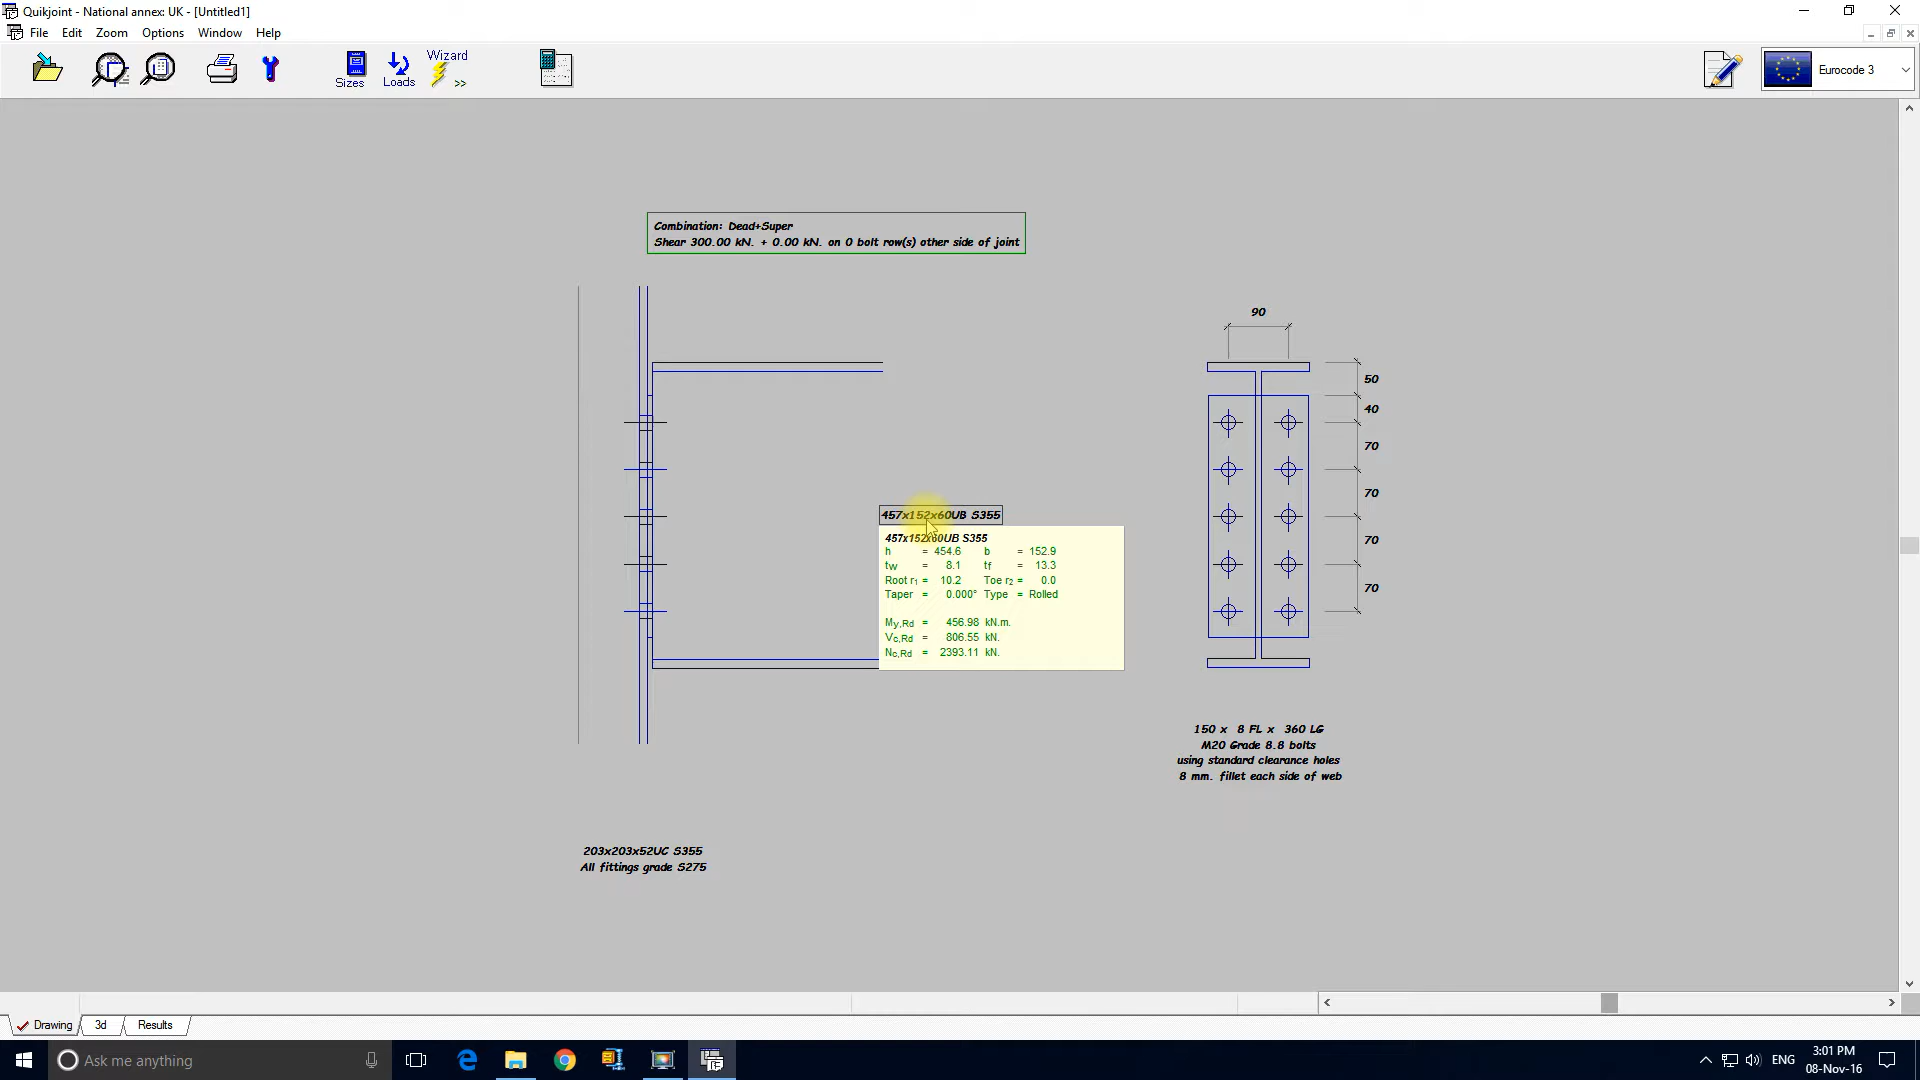 Quikjoint - National annex: UK - [Untitled1]
File Edit Zoom Options Window Help
Sizes Loads Wizard >> Eurocode 3
Combination: Dead+Super
Shear 300.00 kN. + 0.00 kN. on 0 bolt row(s) other side of joint
90
50
40
70
70
70
70
457x152x60UB S355
457x152x60UB S355
h = 454.6 b = 152.9
tw = 8.1 tf = 13.3
Root r1 = 10.2 Toe r2 = 0.0
Taper = 0.000° Type = Rolled
My,Rd = 456.98 kN.m.
Vc,Rd = 806.55 kN.
Nc,Rd = 2393.11 kN.
150 x 8 FL x 360 LG
M20 Grade 8.8 bolts
using standard clearance holes
8 mm. fillet each side of web
203x203x52UC S355
All fittings grade S275
Drawing 3d Results
Ask me anything
ENG 3:01 PM
08-Nov-16